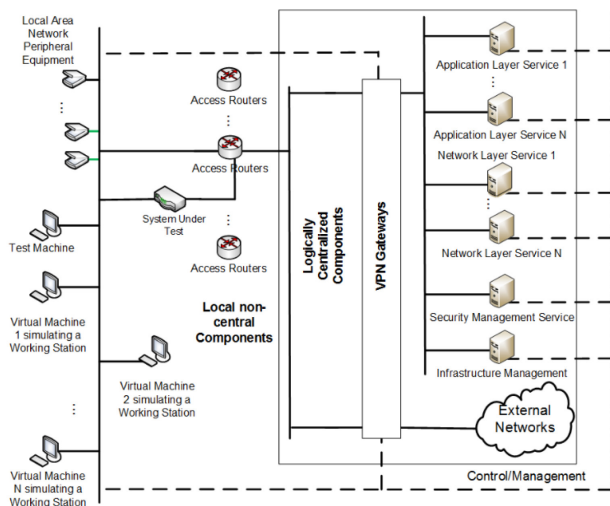 Local Area
Network
Peripheral
Equipment
Access Routers
Access Routers
System Under
Test
Access Routers
Test Machine
Virtual Machine
1 simulating a
Working Station
Local non-
central
Components
Virtual Machine
2 simulating a
Working Station
Virtual Machine
N simulating a
Working Station
Logically
Centralized
Components
VPN Gateways
Application Layer Service 1
Application Layer Service N
Network Layer Service 1
Network Layer Service N
Security Management Service
Infrastructure Management
External
Networks
Control/Management